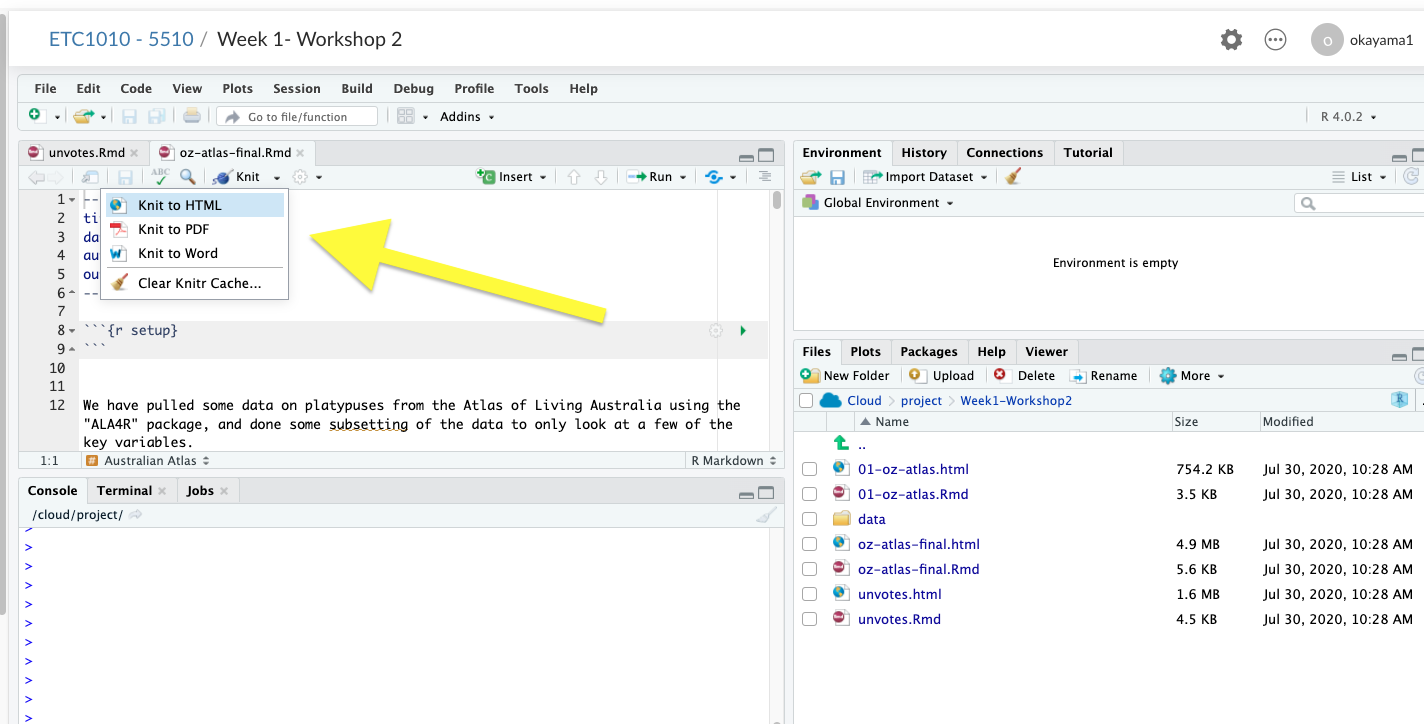 ETC1010 - 5510 / Week 1- Workshop 2
o okayama1
File Edit Code View Plots Session Build Debug Profile Tools Help
Go to file/function Addins R 4.0.2
unvotes.Rmd oz-atlas-final.Rmd
ABC Knit Insert Run
Knit to HTML
Knit to PDF
Knit to Word
Clear Knitr Cache...
1 --
2 ti
3 da
4 au
5 ou
6 --
7
8 ```{r setup}
9 ```
10
11
12 We have pulled some data on platypuses from the Atlas of Living Australia using the
"ALA4R" package, and done some subsetting of the data to only look at a few of the
key variables.
1:1 # Australian Atlas R Markdown
Console Terminal Jobs
/cloud/project/
>
>
>
>
>
>
>
>
>
>
>
Environment History Connections Tutorial
Import Dataset List
Global Environment
Environment is empty
Files Plots Packages Help Viewer
New Folder Upload Delete Rename More
Cloud > project > Week1-Workshop2 R
Name Size Modified
..
01-oz-atlas.html 754.2 KB Jul 30, 2020, 10:28 AM
01-oz-atlas.Rmd 3.5 KB Jul 30, 2020, 10:28 AM
data
oz-atlas-final.html 4.9 MB Jul 30, 2020, 10:28 AM
oz-atlas-final.Rmd 5.6 KB Jul 30, 2020, 10:28 AM
unvotes.html 1.6 MB Jul 30, 2020, 10:28 AM
unvotes.Rmd 4.5 KB Jul 30, 2020, 10:28 AM